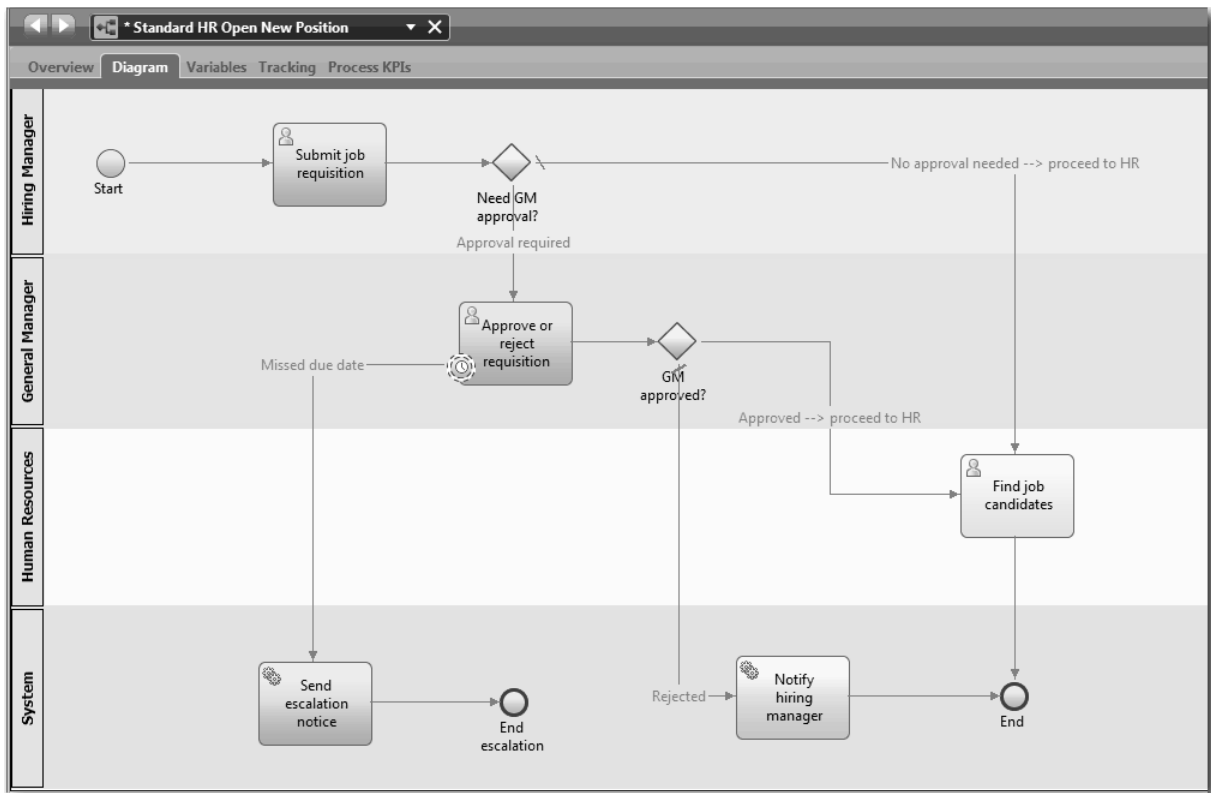 * Standard HR Open New Position
Overview
Diagram
Variables
Tracking
Process KPIs
Hiring Manager
Start
Submit job
requisition
Need GM
approval?
No approval needed --> proceed to HR
Approval required
General Manager
Approve or
reject
requisition
Missed due date
GM
approved?
Approved --> proceed to HR
Human Resources
Find job
candidates
System
Send
escalation
notice
End
escalation
Rejected
Notify
hiring
manager
End